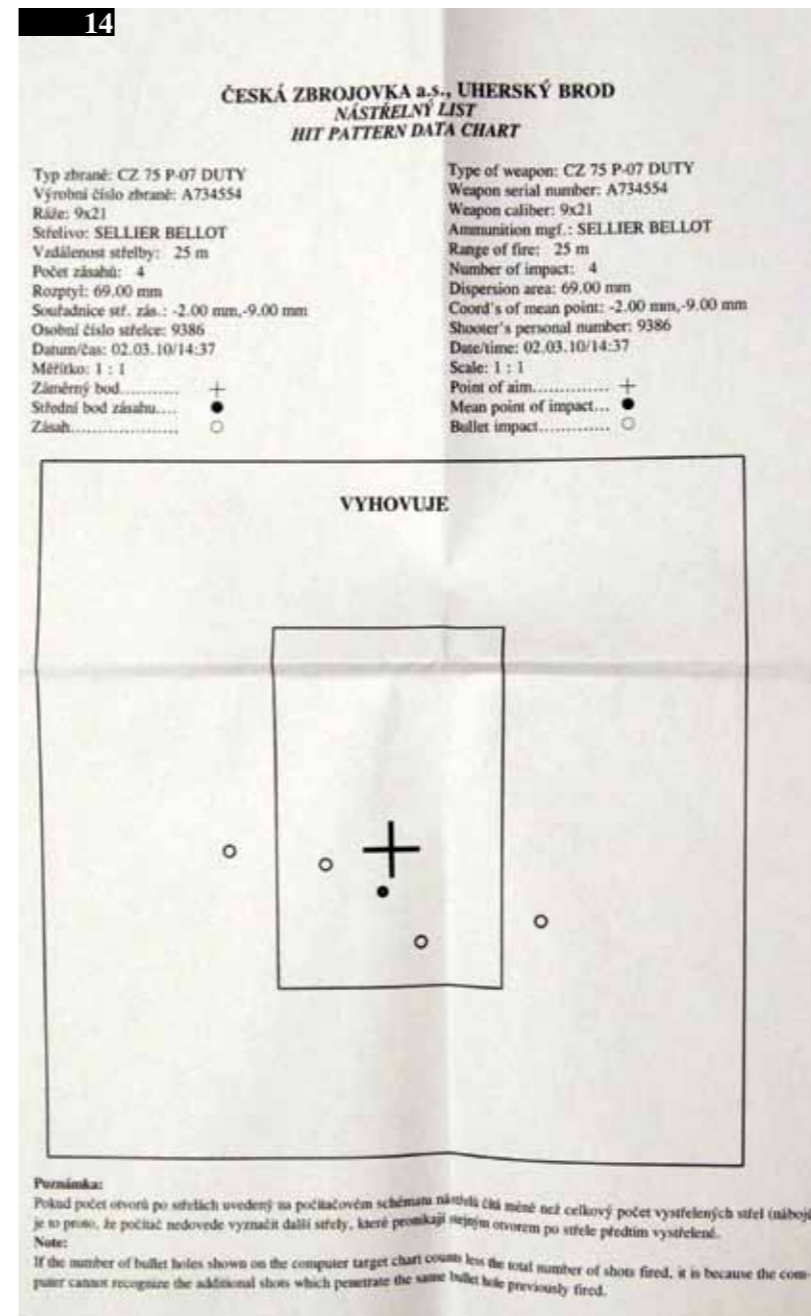 14
ČESKÁ ZBROJOVKA a.s., UHERSKÝ BROD
NÁSTŘELNÝ LIST
HIT PATTERN DATA CHART
Typ zbraně: CZ 75 P-07 DUTY
Výrobní číslo zbraně: A734554
Ráže: 9x21
Střelivo: SELLIER BELLOT
Vzdálenost střelby: 25 m
Počet zásahů: 4
Rozptyl: 69.00 mm
Souřadnice stř. zás.: -2.00 mm,-9.00 mm
Osobní číslo střelce: 9386
Datum/čas: 02.03.10/14:37
Měřítko: 1 : 1
Záměrný bod...........
Střední bod zásahu....
Zásah.....................
Type of weapon: CZ 75 P-07 DUTY
Weapon serial number: A734554
Weapon caliber: 9x21
Ammunition mgf.: SELLIER BELLOT
Range of fire: 25 m
Number of impact: 4
Dispersion area: 69.00 mm
Coord's of mean point: -2.00 mm,-9.00 mm
Shooter's personal number: 9386
Date/time: 02.03.10/14:37
Scale: 1 : 1
Point of aim..............
Mean point of impact...
Bullet impact.............
VYHOVUJE
Poznámka:
Pokud počet otvorů po střelách uvedený na počítačovém schématu nástřelů čítá méně než celkový počet vystřelených střel (nábojů
je to proto, že počítač nedovede vyznačit další střely, které pronikají stejným otvorem po střele předtím vystřelené.
Note:
If the number of bullet holes shown on the computer target chart counts less the total number of shots fired, it is because the com-
puter cannot recognize the additional shots which penetrate the same bullet hole previously fired.